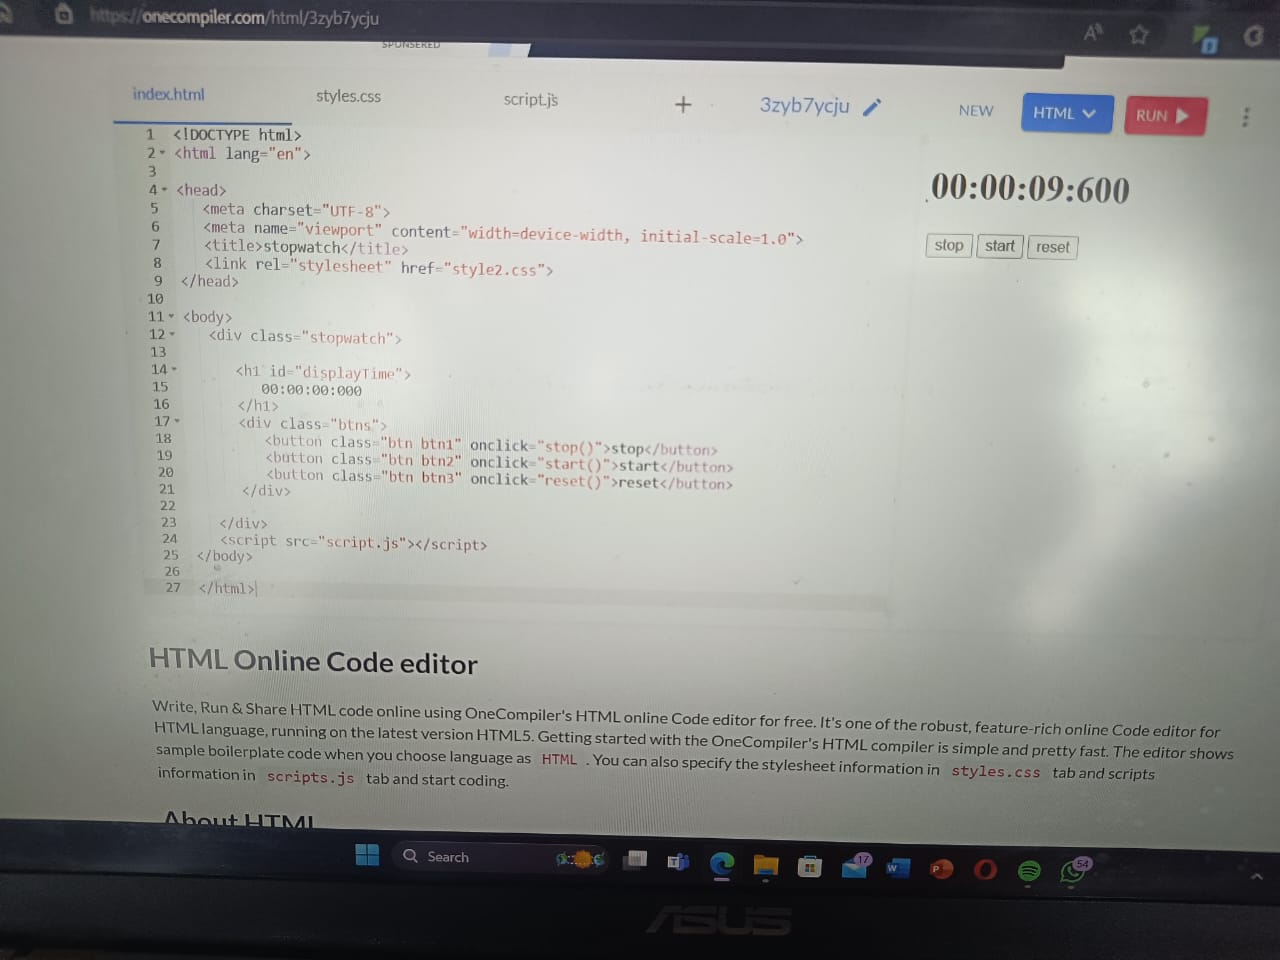 https://onecompiler.com/html/3zyb7ycju
SPONSERED
index.html styles.css script.js + 3zyb7ycju NEW HTML RUN
1 <!DOCTYPE html>
2 <html lang="en">
3
4 <head>
5 <meta charset="UTF-8">
6 <meta name="viewport" content="width=device-width, initial-scale=1.0">
7 <title>stopwatch</title>
8 <link rel="stylesheet" href="style2.css">
9 </head>
10
11 <body>
12 <div class="stopwatch">
13
14 <h1 id="displayTime">
15 00:00:00:000
16 </h1>
17 <div class="btns">
18 <button class="btn btn1" onclick="stop()">stop</button>
19 <button class="btn btn2" onclick="start()">start</button>
20 <button class="btn btn3" onclick="reset()">reset</button>
21 </div>
22
23 </div>
24 <script src="script.js"></script>
25 </body>
26
27 </html>
00:00:09:600
stop start reset
HTML Online Code editor
Write, Run & Share HTML code online using OneCompiler's HTML online Code editor for free. It's one of the robust, feature-rich online Code editor for
HTML language, running on the latest version HTML5. Getting started with the OneCompiler's HTML compiler is simple and pretty fast. The editor shows
sample boilerplate code when you choose language as HTML . You can also specify the stylesheet information in styles.css tab and scripts
information in scripts.js tab and start coding.
About HTML
Search
17
54
ASUS